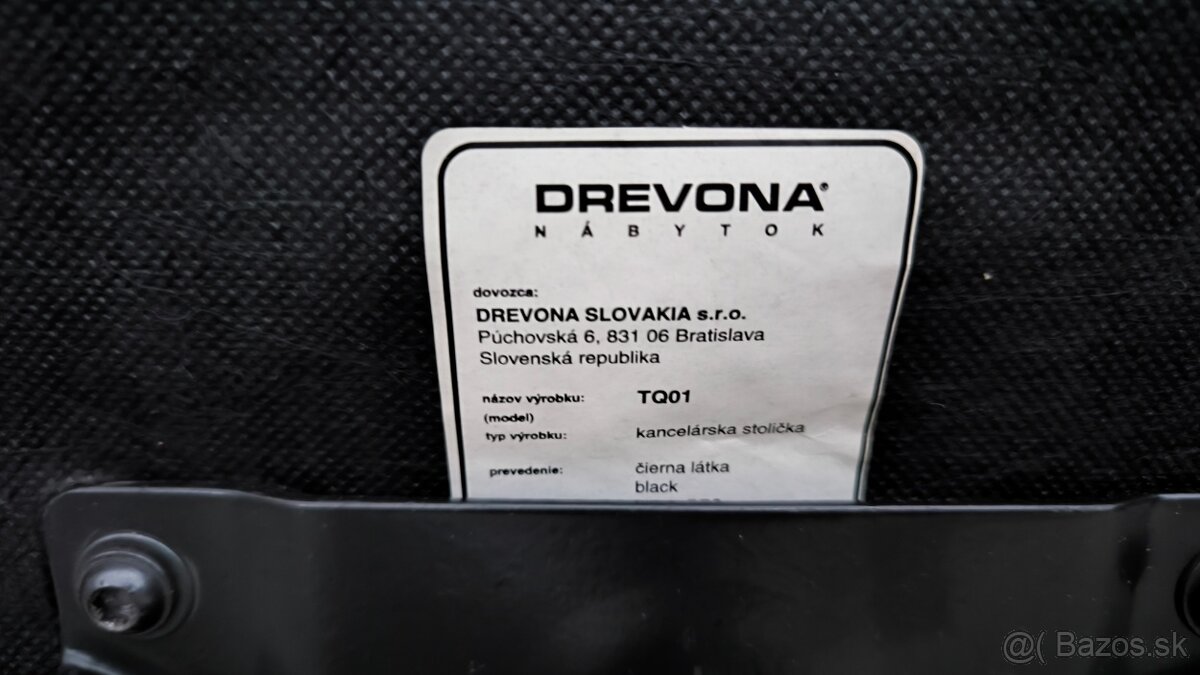 DREVONA®
NÁBYTOK
dovozca:
DREVONA SLOVAKIA s.r.o.
Púchovská 6, 831 06 Bratislava
Slovenská republika
názov výrobku: TQ01
(model)
typ výrobku: kancelárska stolička
prevedenie: čierna látka
black
@( Bazos.sk